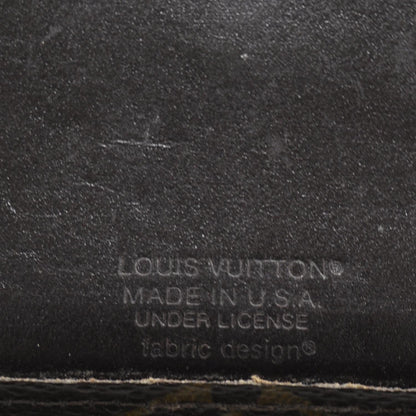 LOUIS VUITTON®
MADE IN U.S.A.
UNDER LICENSE
fabric design®